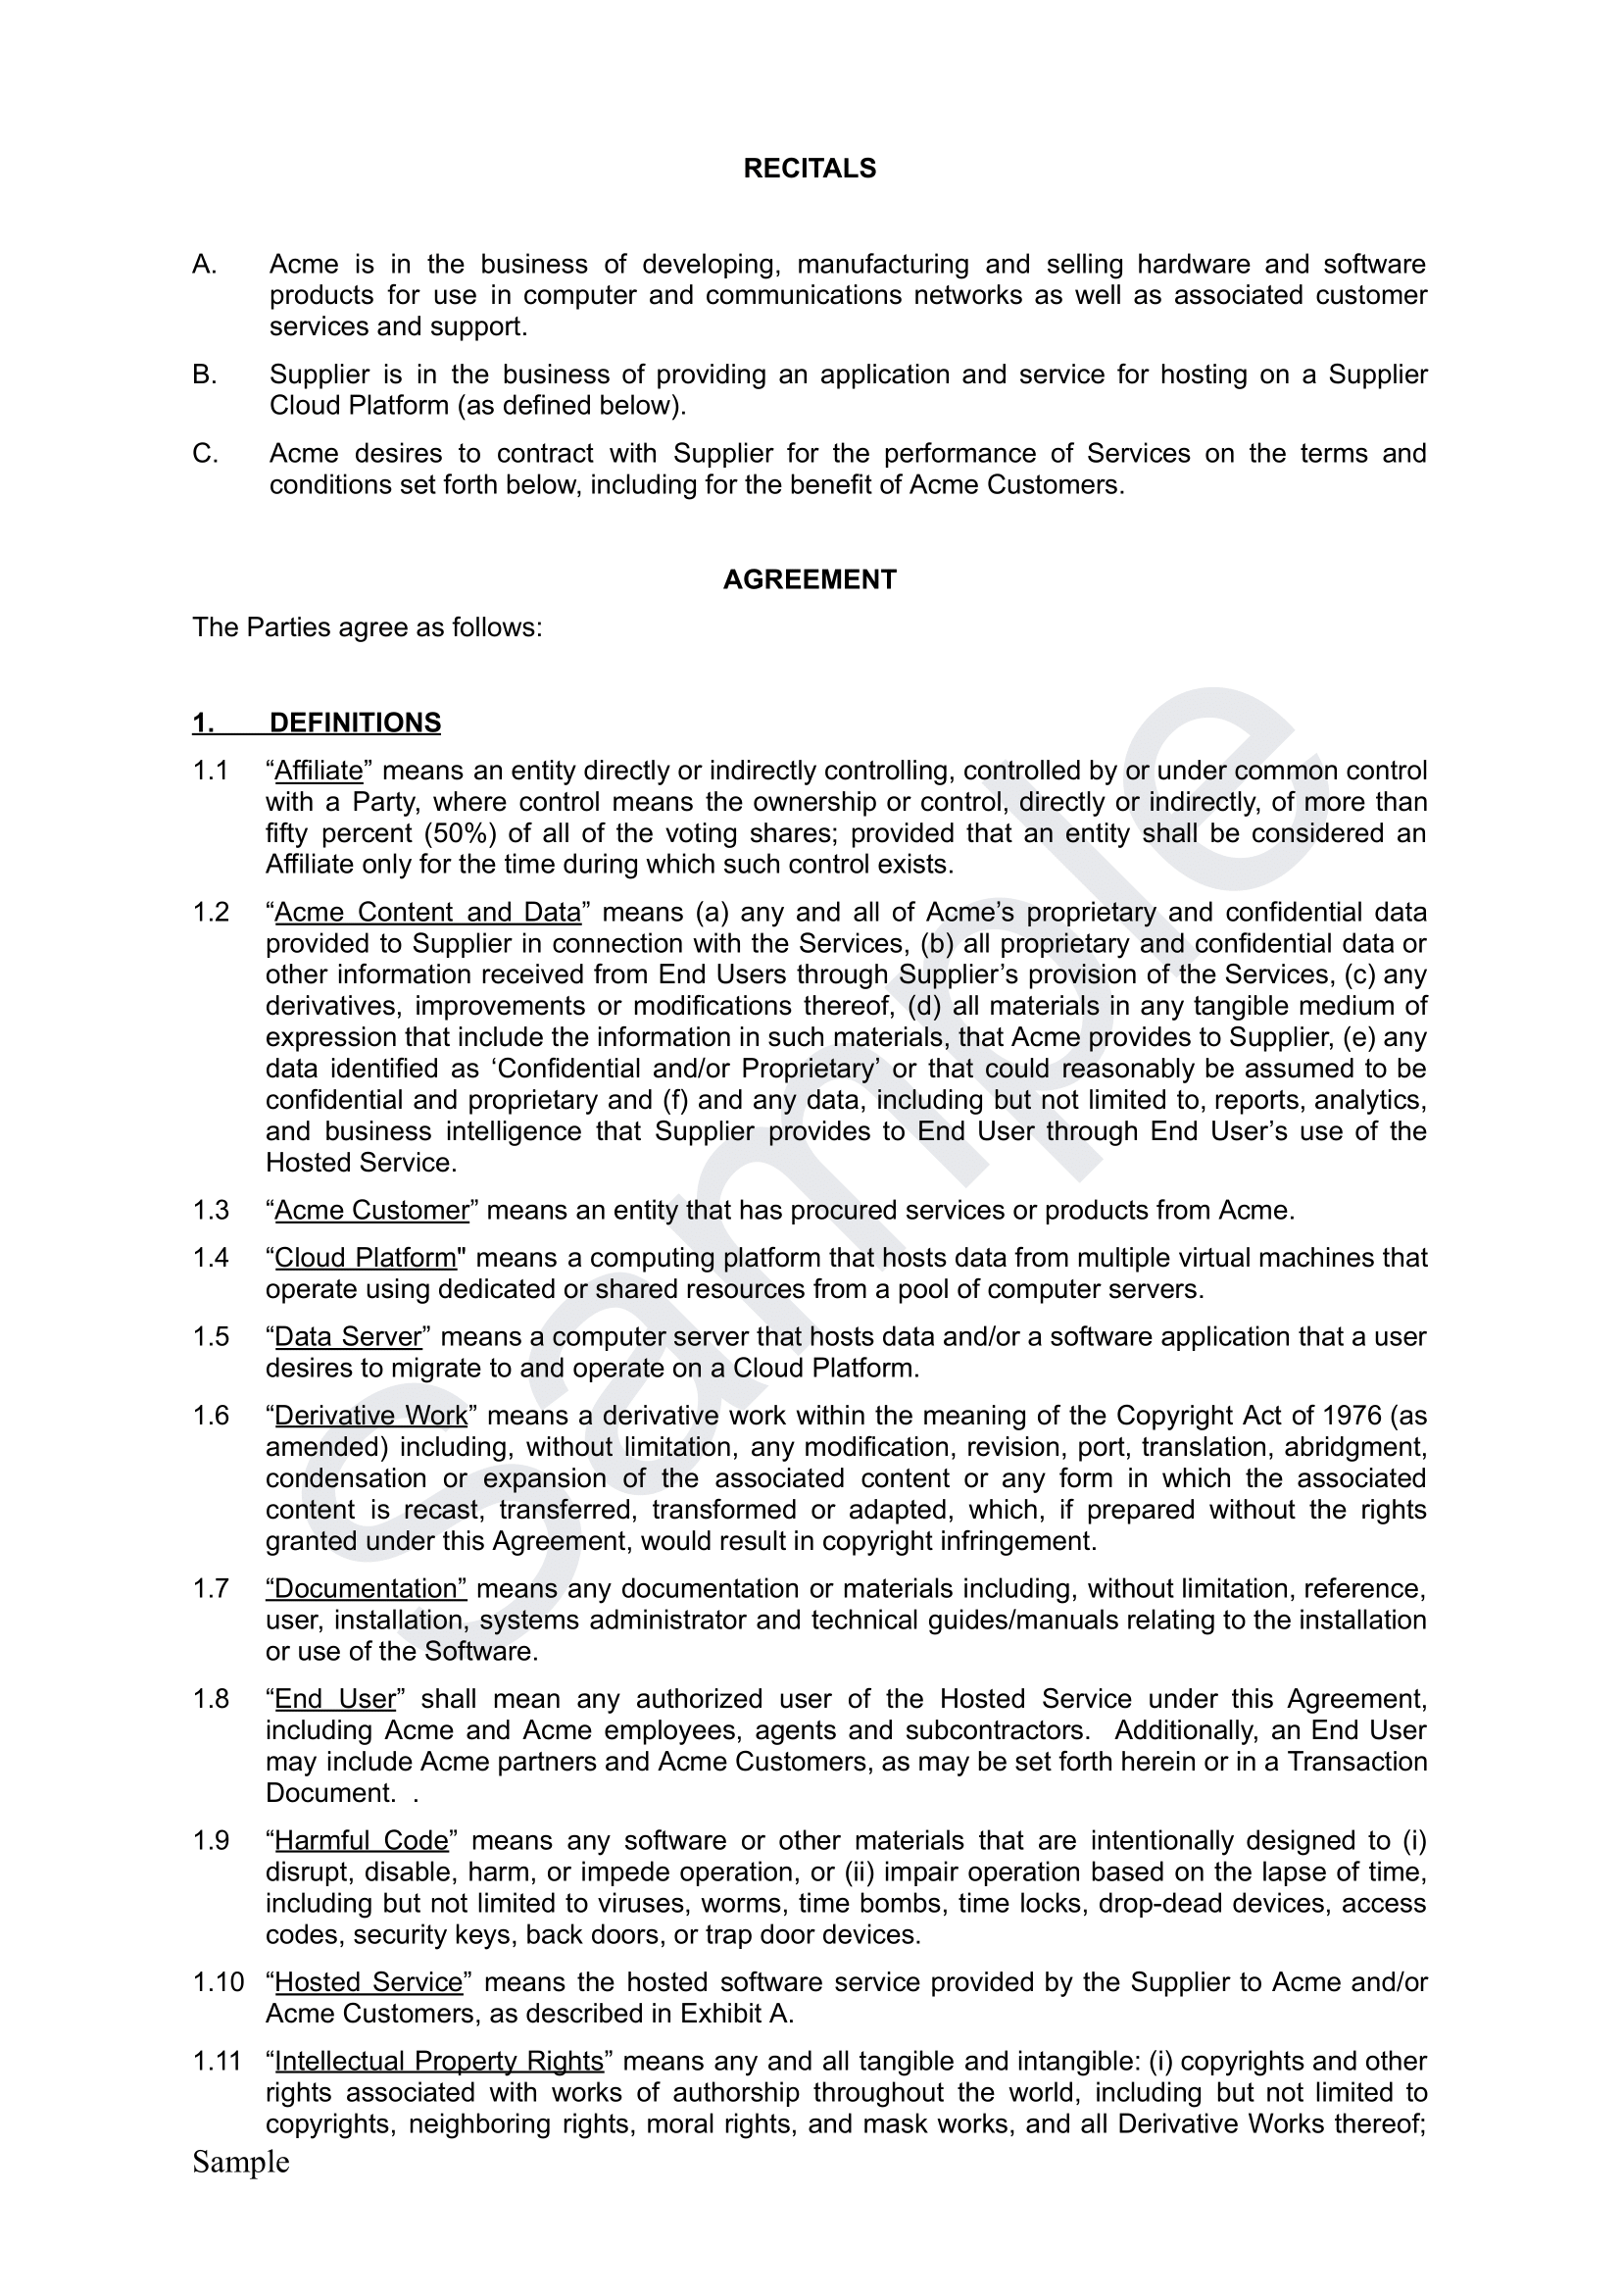 RECITALS
A. Acme is in the business of developing, manufacturing and selling hardware and software
products for use in computer and communications networks as well as associated customer
services and support.
B. Supplier is in the business of providing an application and service for hosting on a Supplier
Cloud Platform (as defined below).
C. Acme desires to contract with Supplier for the performance of Services on the terms and
conditions set forth below, including for the benefit of Acme Customers.
AGREEMENT
The Parties agree as follows:
1. DEFINITIONS
1.1 “Affiliate” means an entity directly or indirectly controlling, controlled by or under common control
with a Party, where control means the ownership or control, directly or indirectly, of more than
fifty percent (50%) of all of the voting shares; provided that an entity shall be considered an
Affiliate only for the time during which such control exists.
1.2 “Acme Content and Data” means (a) any and all of Acme’s proprietary and confidential data
provided to Supplier in connection with the Services, (b) all proprietary and confidential data or
other information received from End Users through Supplier’s provision of the Services, (c) any
derivatives, improvements or modifications thereof, (d) all materials in any tangible medium of
expression that include the information in such materials, that Acme provides to Supplier, (e) any
data identified as ‘Confidential and/or Proprietary’ or that could reasonably be assumed to be
confidential and proprietary and (f) and any data, including but not limited to, reports, analytics,
and business intelligence that Supplier provides to End User through End User’s use of the
Hosted Service.
1.3 “Acme Customer” means an entity that has procured services or products from Acme.
1.4 “Cloud Platform" means a computing platform that hosts data from multiple virtual machines that
operate using dedicated or shared resources from a pool of computer servers.
1.5 “Data Server” means a computer server that hosts data and/or a software application that a user
desires to migrate to and operate on a Cloud Platform.
1.6 “Derivative Work” means a derivative work within the meaning of the Copyright Act of 1976 (as
amended) including, without limitation, any modification, revision, port, translation, abridgment,
condensation or expansion of the associated content or any form in which the associated
content is recast, transferred, transformed or adapted, which, if prepared without the rights
granted under this Agreement, would result in copyright infringement.
1.7 “Documentation” means any documentation or materials including, without limitation, reference,
user, installation, systems administrator and technical guides/manuals relating to the installation
or use of the Software.
1.8 “End User” shall mean any authorized user of the Hosted Service under this Agreement,
including Acme and Acme employees, agents and subcontractors. Additionally, an End User
may include Acme partners and Acme Customers, as may be set forth herein or in a Transaction
Document. .
1.9 “Harmful Code” means any software or other materials that are intentionally designed to (i)
disrupt, disable, harm, or impede operation, or (ii) impair operation based on the lapse of time,
including but not limited to viruses, worms, time bombs, time locks, drop-dead devices, access
codes, security keys, back doors, or trap door devices.
1.10 “Hosted Service” means the hosted software service provided by the Supplier to Acme and/or
Acme Customers, as described in Exhibit A.
1.11 “Intellectual Property Rights” means any and all tangible and intangible: (i) copyrights and other
rights associated with works of authorship throughout the world, including but not limited to
copyrights, neighboring rights, moral rights, and mask works, and all Derivative Works thereof;
Sample
Sample